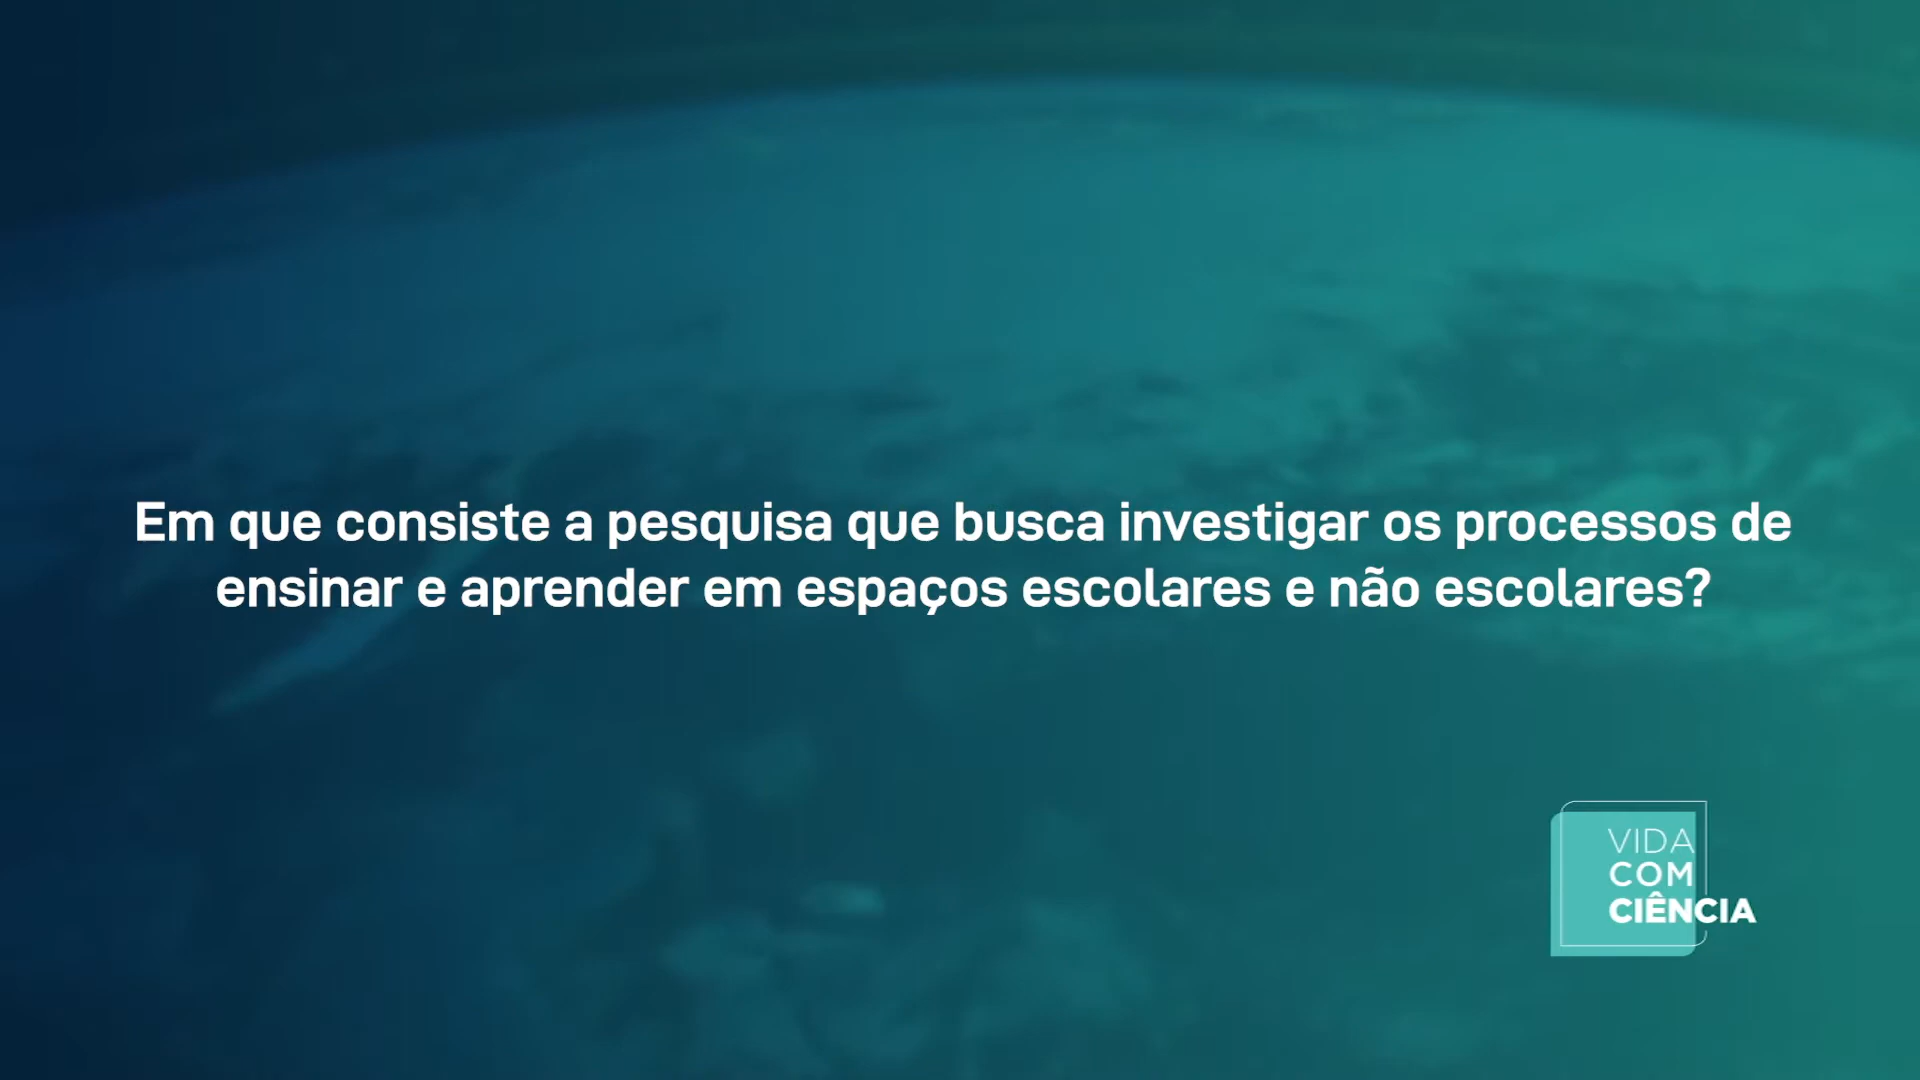 Em que consiste a pesquisa que busca investigar os processos de
ensinar e aprender em espaços escolares e não escolares?
VIDA
COM
CIÊNCIA